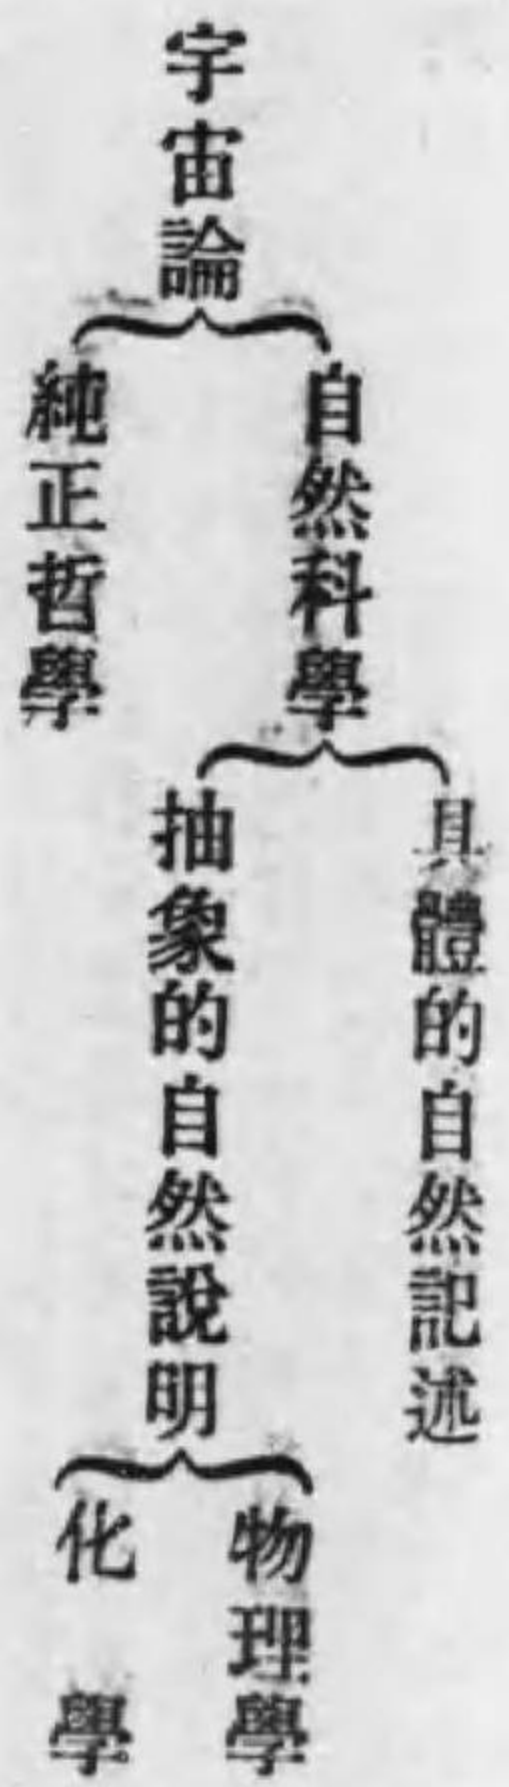 宇宙論
自然科學
純正哲學
具體的自然記述
抽象的自然說明
物理學
化學